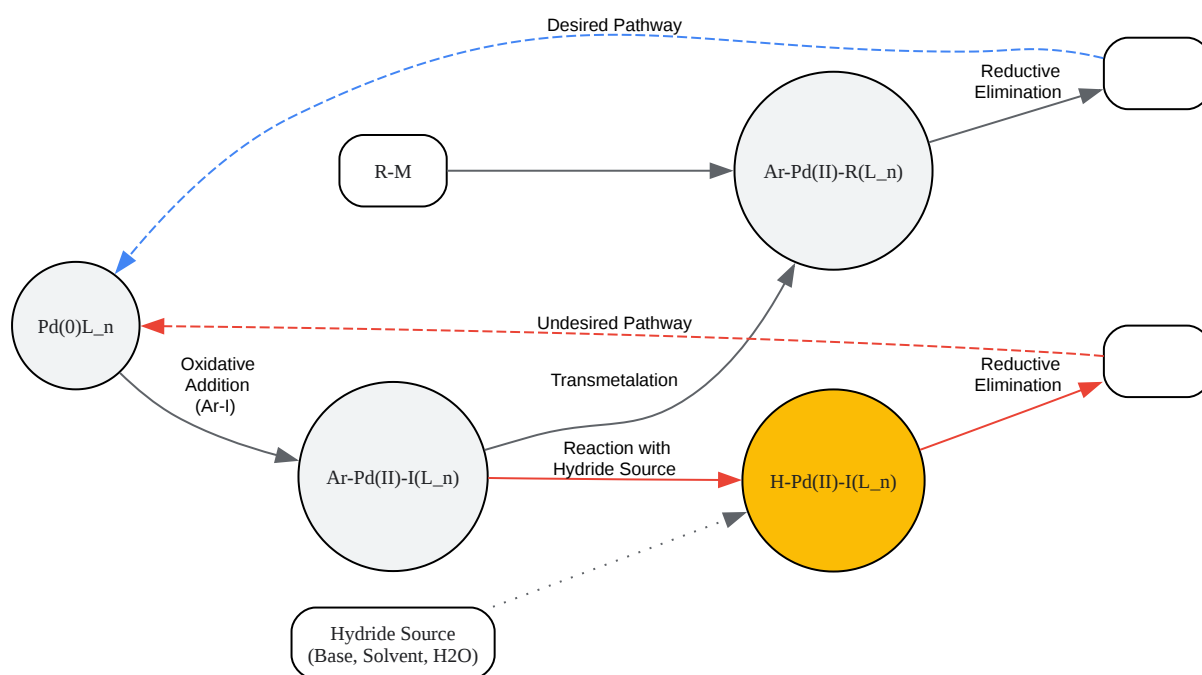 Desired Pathway
Reductive
Elimination
R-M
Ar-Pd(II)-R(L_n)
Pd(0)L_n
Undesired Pathway
Oxidative
Addition
(Ar-I)
Transmetalation
Reductive
Elimination
Ar-Pd(II)-I(L_n)
Reaction with
Hydride Source
H-Pd(II)-I(L_n)
Hydride Source
(Base, Solvent, H2O)